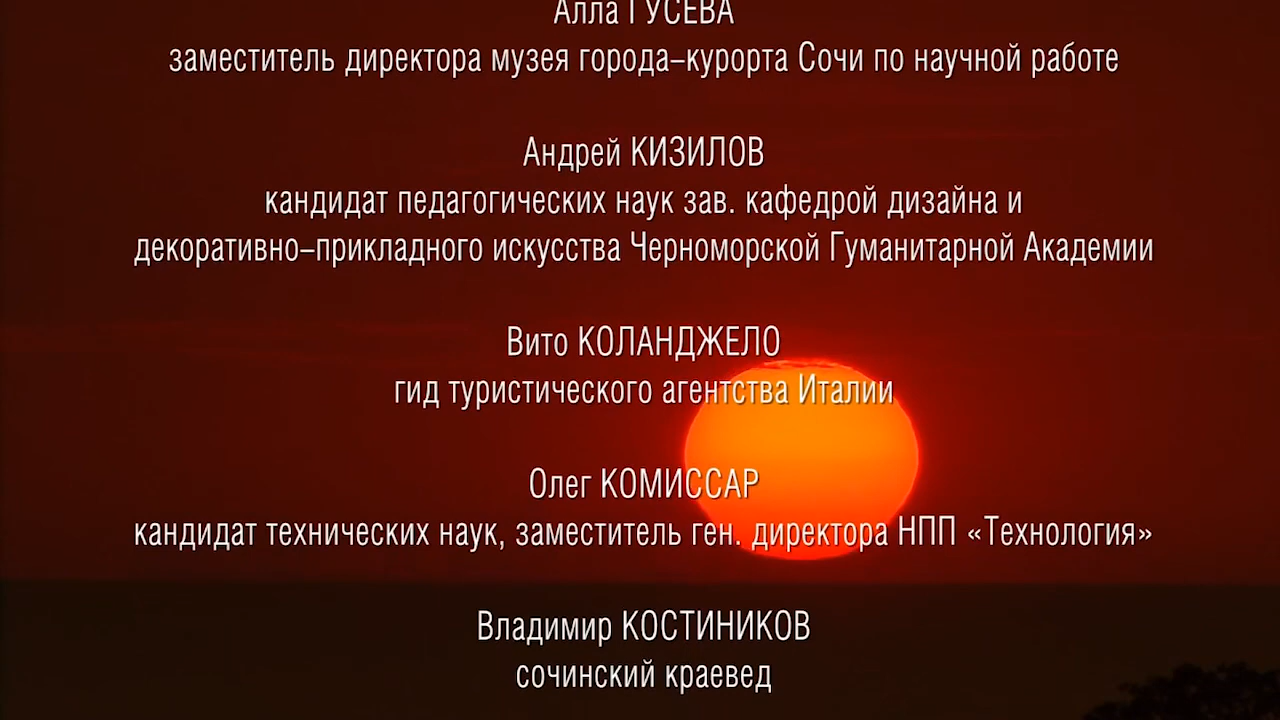 Алла ГУСЕВА
заместитель директора музея города–курорта Сочи по научной работе
Андрей КИЗИЛОВ
кандидат педагогических наук зав. кафедрой дизайна и
декоративно–прикладного искусства Черноморской Гуманитарной Академии
Вито КОЛАНДЖЕЛО
гид туристического агентства Италии
Олег КОМИССАР
кандидат технических наук, заместитель ген. директора НПП «Технология»
Владимир КОСТИНИКОВ
сочинский краевед